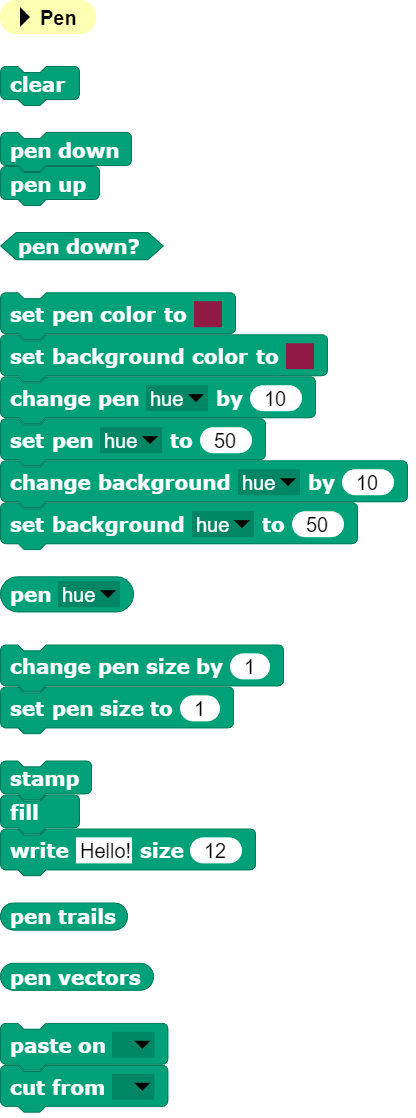 Pen
clear
pen down
pen up
pen down?
set pen color to
set background color to
change pen hue by 10
set pen hue to 50
change background hue by 10
set background hue to 50
pen hue
change pen size by 1
set pen size to 1
stamp
fill
write Hello! size 12
pen trails
pen vectors
paste on
cut from